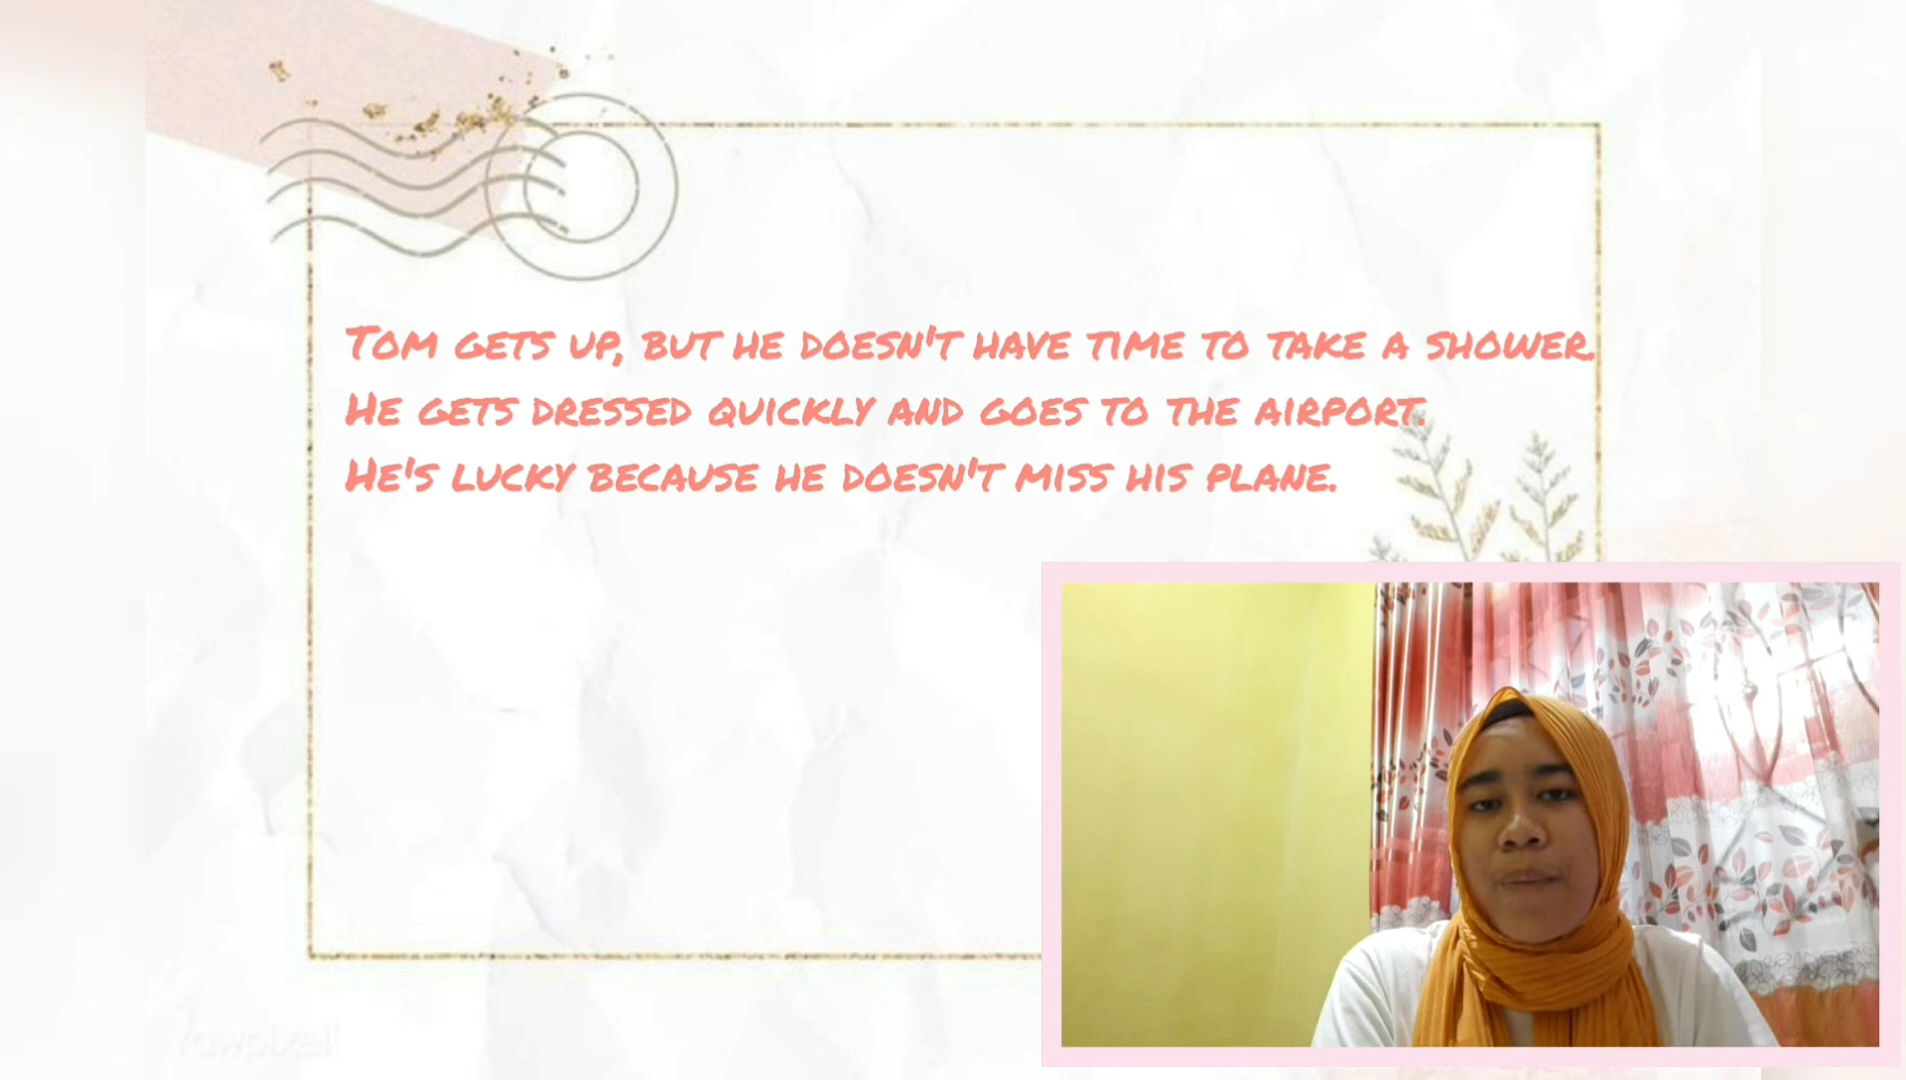 Tom gets up, but he doesn't have time to take a shower.
He gets dressed quickly and goes to the airport.
He's lucky because he doesn't miss his plane.
rawpixel